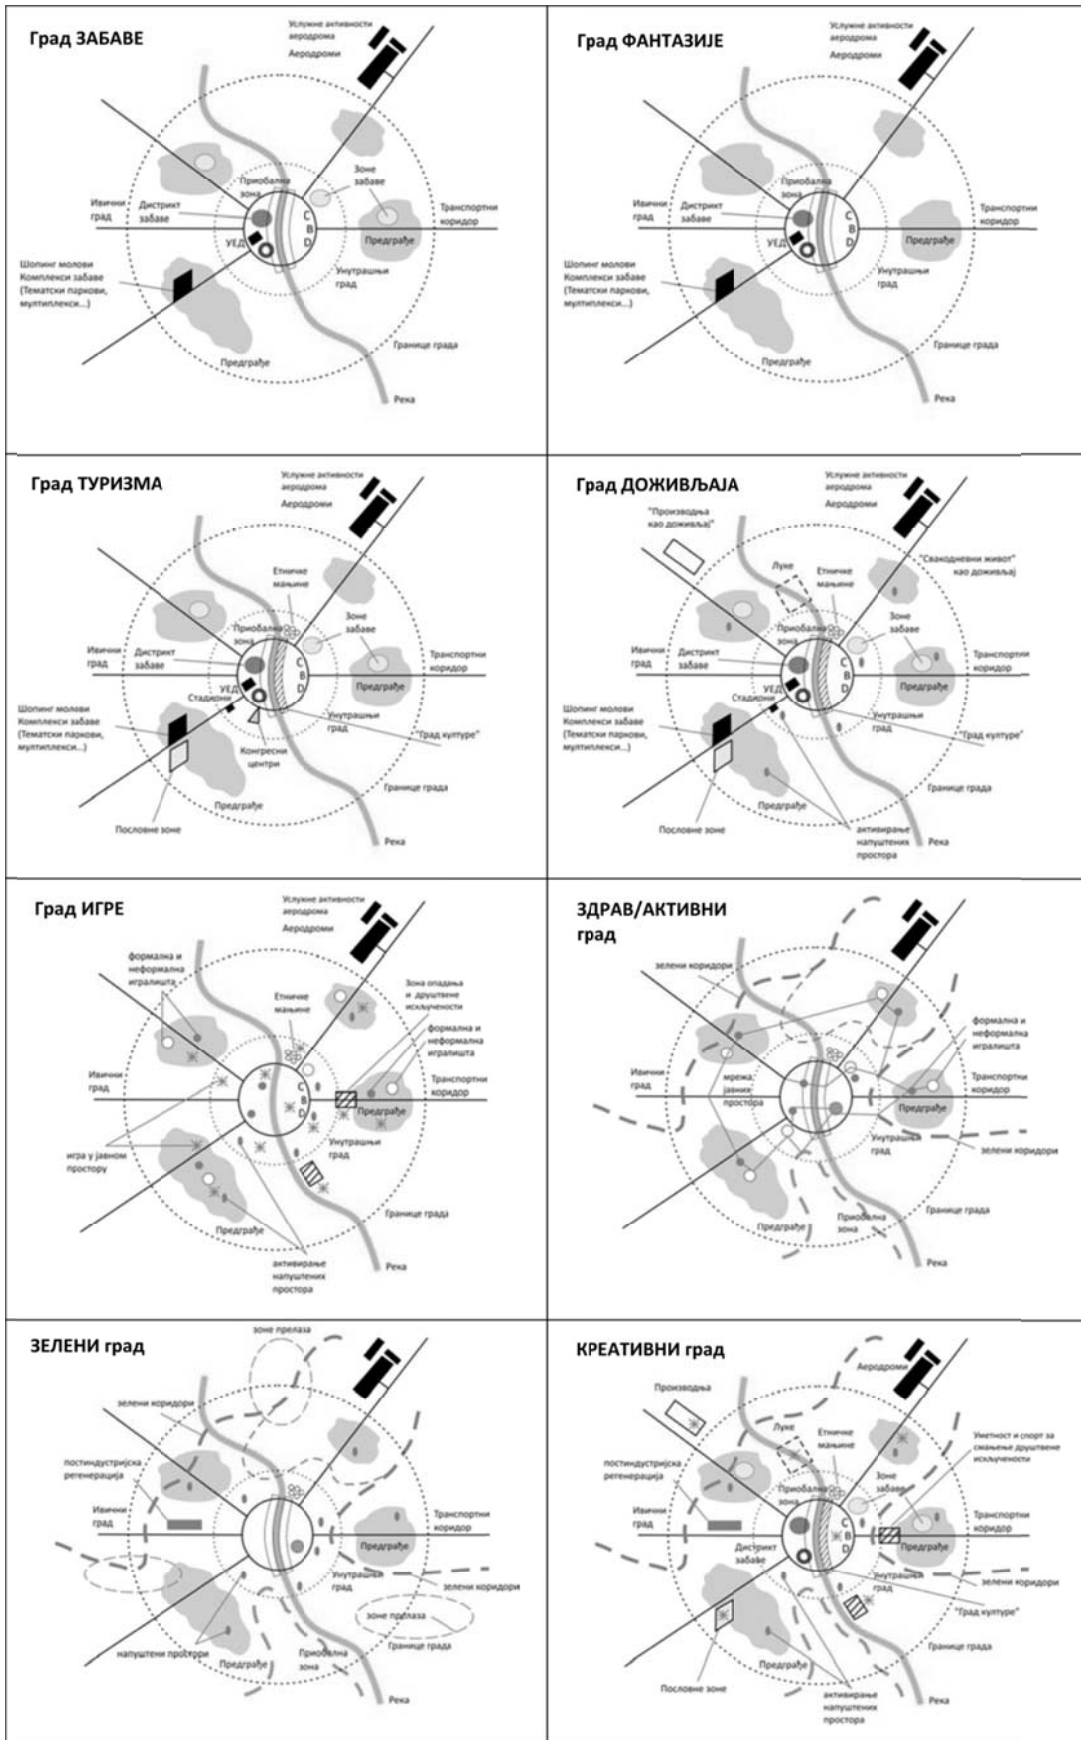 Град ЗАБАВЕ
Услужне активности
аеродрома
Аеродроми
Приобална
зона
Зоне
забаве
Ивични
град
Дистрикт
забаве
C
B
D
Транспортни
коридор
УЕД
Предграђе
Шопинг молови
Комплекси забаве
(Тематски паркови,
мултиплекси...)
Унутрашњи
град
Границе града
Предграђе
Река
Град ФАНТАЗИЈЕ
Услужне активности
аеродрома
Аеродроми
Приобална
зона
Ивични
град
Дистрикт
забаве
C
B
D
Транспортни
коридор
УЕД
Предграђе
Шопинг молови
Комплекси забаве
(Тематски паркови,
мултиплекси...)
Унутрашњи
град
Границе града
Предграђе
Река
Град ТУРИЗМА
Услужне активности
аеродрома
Аеродроми
Етничке
мањине
Приобална
зона
Зоне
забаве
Ивични
град
Дистрикт
забаве
C
B
D
Транспортни
коридор
УЕД
Стадиони
Предграђе
Шопинг молови
Комплекси забаве
(Тематски паркови,
мултиплекси...)
Унутрашњи
град
"Град културе"
Конгресни
центри
Границе града
Предграђе
Пословне зоне
Река
Град ДОЖИВЉАЈА
Услужне активности
аеродрома
Аеродроми
"Производња
као доживљај"
Луке
Етничке
мањине
"Свакодневни живот"
као доживљај
Приобална
зона
Зоне
забаве
Ивични
град
Дистрикт
забаве
C
B
D
Транспортни
коридор
УЕД
Стадиони
Предграђе
Шопинг молови
Комплекси забаве
(Тематски паркови,
мултиплекси...)
Унутрашњи
град
"Град културе"
Границе града
Предграђе
Пословне зоне
активирање
напуштених
простора
Река
Град ИГРЕ
Услужне активности
аеродрома
Аеродроми
формална и
неформална
игралишта
Етничке
мањине
Зона опадања
и друштвене
искључености
формална и
неформална
игралишта
Ивични
град
C
B
D
Транспортни
коридор
Предграђе
игра у јавном
простору
Унутрашњи
град
Границе града
Предграђе
активирање
напуштених
простора
Река
ЗДРАВ/АКТИВНИ
град
зелени коридори
формална и
неформална
игралишта
Ивични
град
мрежа
јавних
простора
Транспортни
коридор
Предграђе
Унутрашњи
град
зелени коридори
Предграђе
Приобална
зона
Границе града
Река
ЗЕЛЕНИ град
зоне прелаза
зелени коридори
постиндустријска
регенерација
Ивични
град
Транспортни
коридор
Предграђе
Унутрашњи
град
зелени коридори
зоне прелаза
Границе града
напуштени простори
Предграђе
Приобална
зона
Река
КРЕАТИВНИ град
Аеродроми
Производња
Луке
Етничке
мањине
Уметност и спорт за
смањење друштвене
искључености
постиндустријска
регенерација
Приобална
зона
Зоне
забаве
Ивични
град
C
B
D
Транспортни
коридор
Дистрикт
забаве
Предграђе
Унутрашњи
град
зелени коридори
"Град културе"
Границе града
Предграђе
Пословне зоне
активирање
напуштених
простора
Река